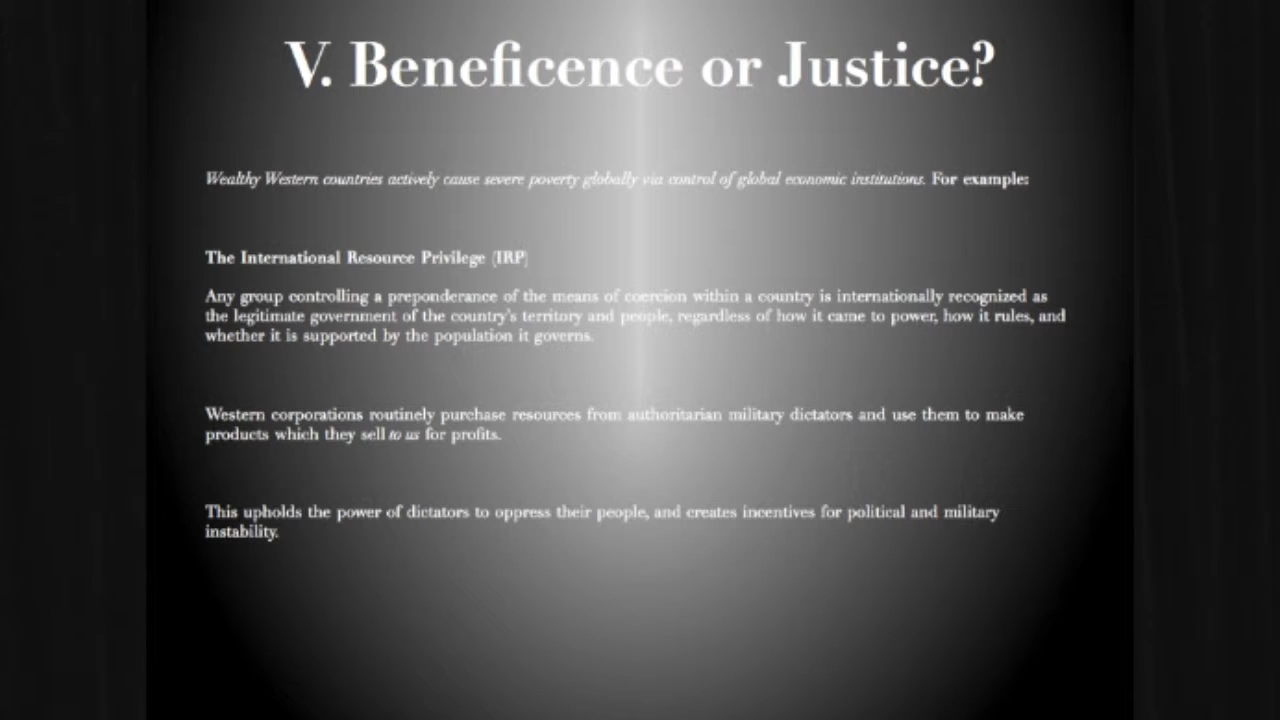 V. Beneficence or Justice?
Wealthy Western countries actively cause severe poverty globally via control of global economic institutions. For example:
The International Resource Privilege (IRP)
Any group controlling a preponderance of the means of coercion within a country is internationally recognized as
the legitimate government of the country's territory and people, regardless of how it came to power, how it rules, and
whether it is supported by the population it governs.
Western corporations routinely purchase resources from authoritarian military dictators and use them to make
products which they sell to us for profits.
This upholds the power of dictators to oppress their people, and creates incentives for political and military
instability.